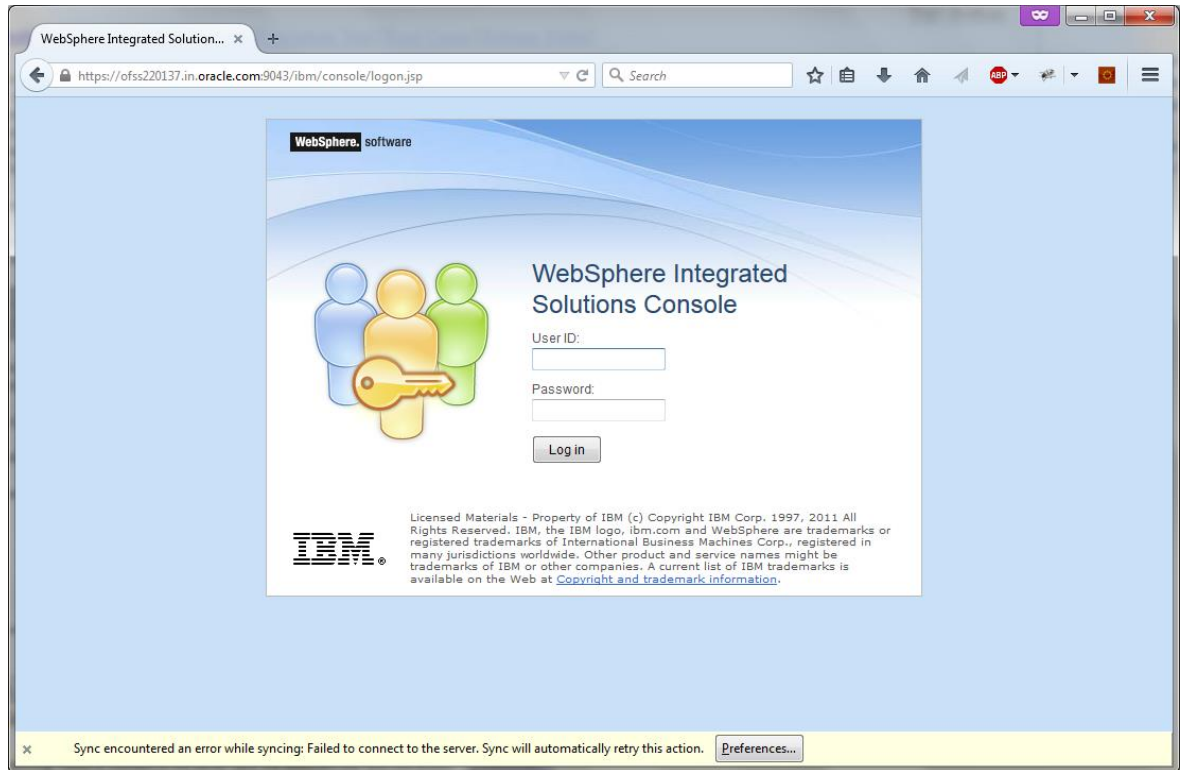 WebSphere Integrated Solution... × +
https://ofss220137.in.oracle.com:9043/ibm/console/logon.jsp
Search
ABP
WebSphere. software
WebSphere Integrated
Solutions Console
User ID:
Password:
Log in
IBM®
Licensed Materials - Property of IBM (c) Copyright IBM Corp. 1997, 2011 All
Rights Reserved. IBM, the IBM logo, ibm.com and WebSphere are trademarks or
registered trademarks of International Business Machines Corp., registered in
many jurisdictions worldwide. Other product and service names might be
trademarks of IBM or other companies. A current list of IBM trademarks is
available on the Web at Copyright and trademark information.
× Sync encountered an error while syncing: Failed to connect to the server. Sync will automatically retry this action. Preferences...